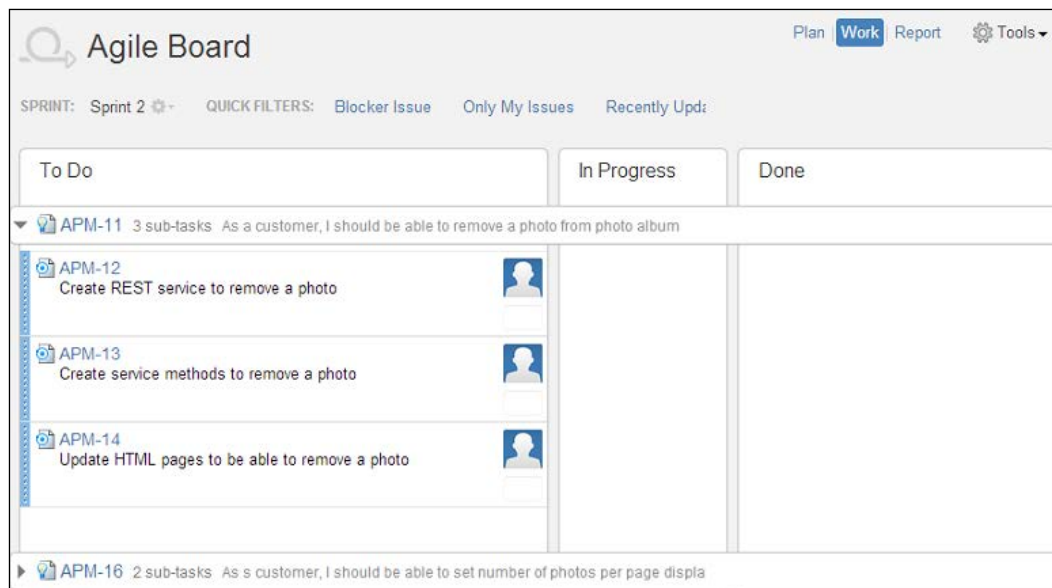 Agile Board
Plan Work Report Tools
SPRINT: Sprint 2 QUICK FILTERS: Blocker Issue Only My Issues Recently Upda
To Do In Progress Done
APM-11 3 sub-tasks As a customer, I should be able to remove a photo from photo album
APM-12
Create REST service to remove a photo
APM-13
Create service methods to remove a photo
APM-14
Update HTML pages to be able to remove a photo
APM-16 2 sub-tasks As s customer, I should be able to set number of photos per page displa